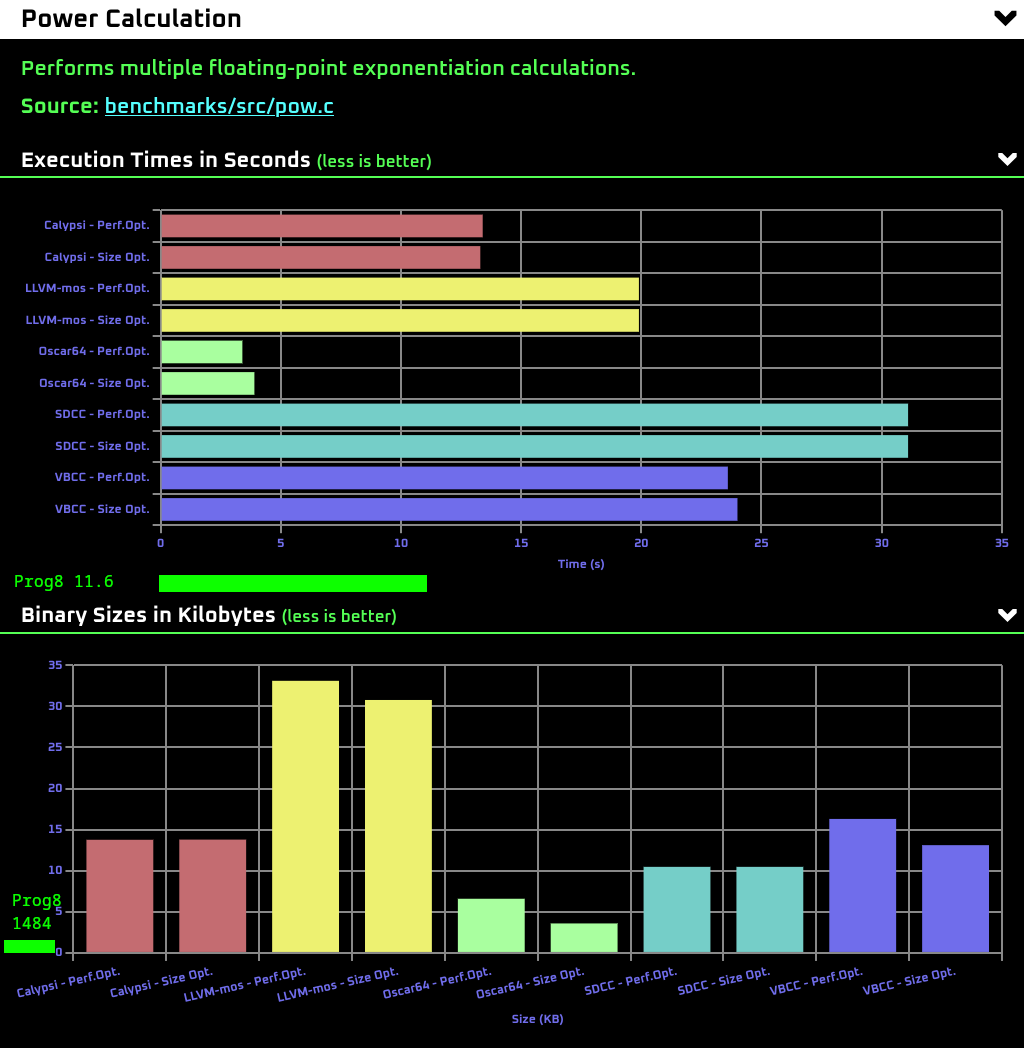 Power Calculation
Performs multiple floating-point exponentiation calculations.
Source: benchmarks/src/pow.c
Execution Times in Seconds (less is better)
Calypsi - Perf.Opt.
Calypsi - Size Opt.
LLVM-mos - Perf.Opt.
LLVM-mos - Size Opt.
Oscar64 - Perf.Opt.
Oscar64 - Size Opt.
SDCC - Perf.Opt.
SDCC - Size Opt.
VBCC - Perf.Opt.
VBCC - Size Opt.
0 5 10 15 20 25 30 35
Time (s)
Prog8 11.6
Binary Sizes in Kilobytes (less is better)
35
30
25
20
15
10
Prog8
5
1484
0
Calypsi - Perf.Opt. Calypsi - Size Opt. LLVM-mos - Perf.Opt. LLVM-mos - Size Opt. Oscar64 - Perf.Opt. Oscar64 - Size Opt. SDCC - Perf.Opt. SDCC - Size Opt. VBCC - Perf.Opt. VBCC - Size Opt.
Size (KB)